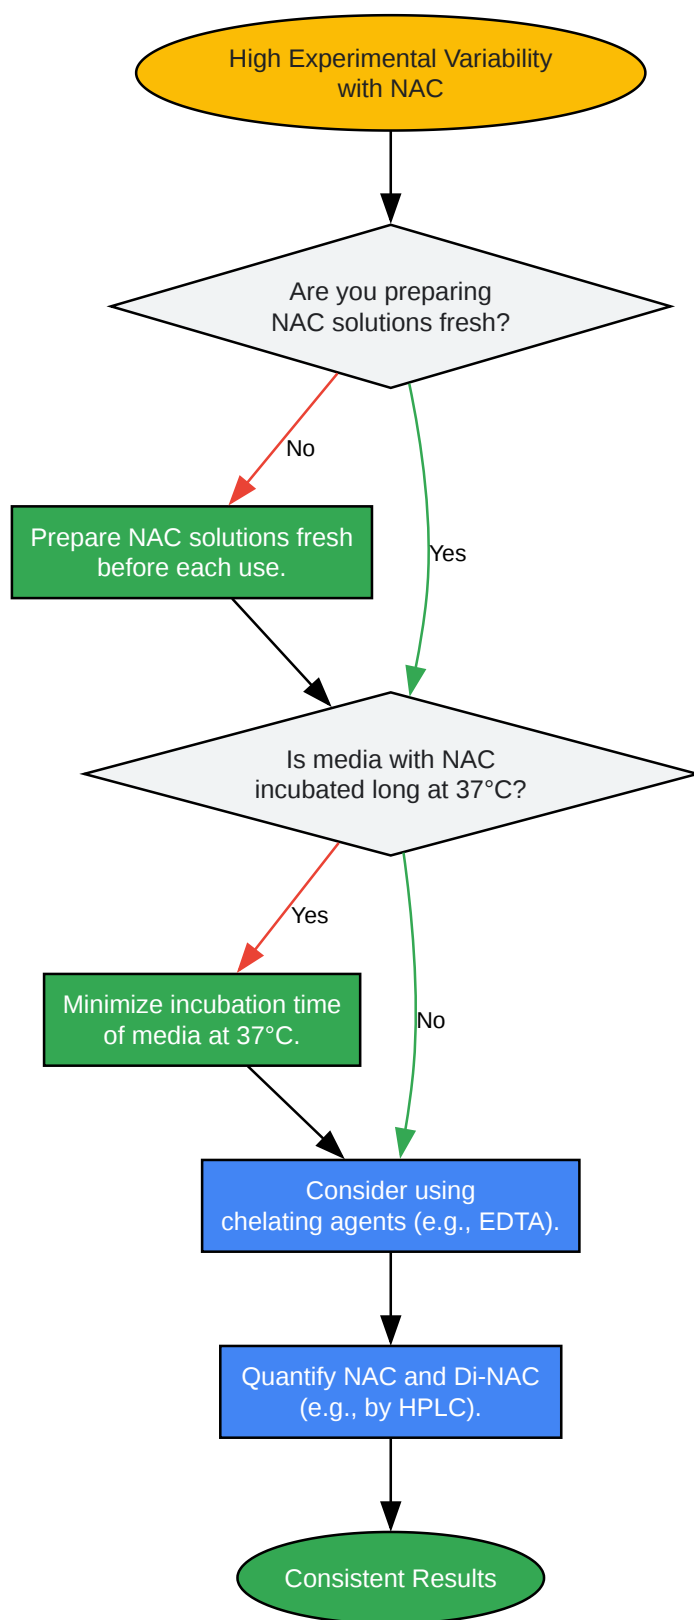 High Experimental Variability
with NAC
Are you preparing
NAC solutions fresh?
No
Prepare NAC solutions fresh
before each use.
Yes
Is media with NAC
incubated long at 37°C?
Yes
Minimize incubation time
of media at 37°C.
No
Consider using
chelating agents (e.g., EDTA).
Quantify NAC and Di-NAC
(e.g., by HPLC).
Consistent Results